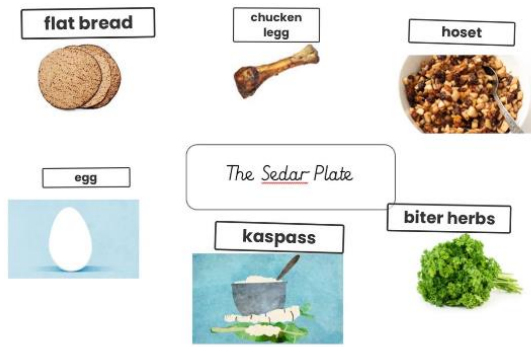 flat bread
chucken
legg
hoset
egg
The Sedar Plate
kaspass
biter herbs